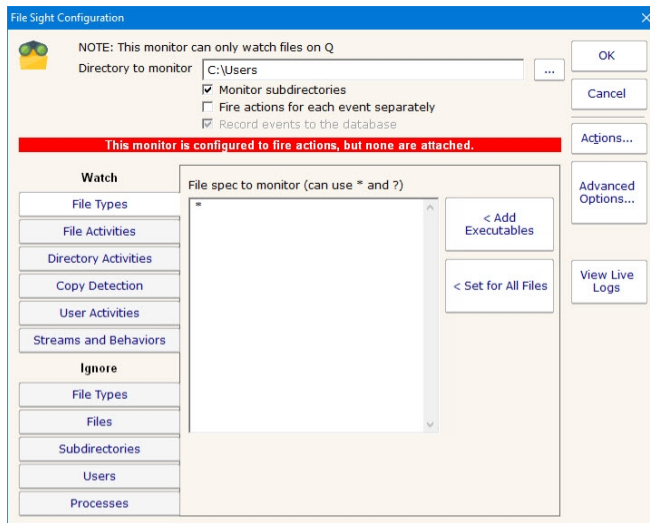 File Sight Configuration
NOTE: This monitor can only watch files on Q
Directory to monitor
C:\Users
...
Monitor subdirectories
Fire actions for each event separately
Record events to the database
This monitor is configured to fire actions, but none are attached.
OK
Cancel
Actions...
Advanced
Options...
View Live
Logs
Watch
File Types
File Activities
Directory Activities
Copy Detection
User Activities
Streams and Behaviors
Ignore
File Types
Files
Subdirectories
Users
Processes
File spec to monitor (can use * and ?)
*
< Add
Executables
< Set for All Files